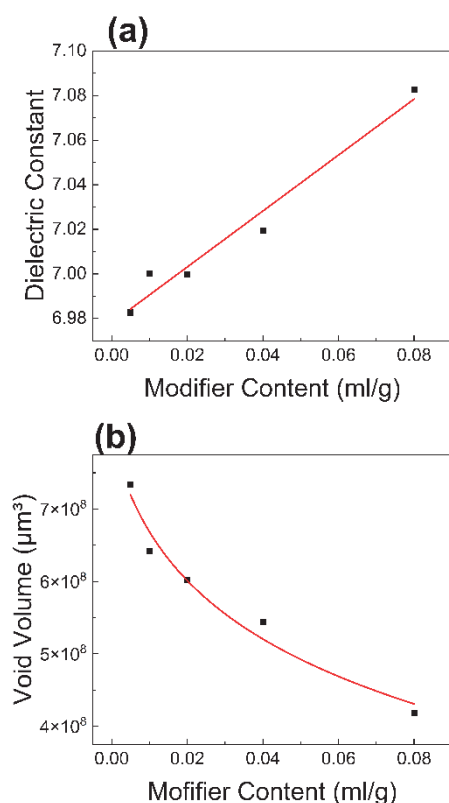 (a)
7.10
7.08
7.06
7.04
7.02
7.00
6.98
Dielectric Constant
0.00 0.02 0.04 0.06 0.08
Modifier Content (ml/g)
(b)
7×10⁸
6×10⁸
5×10⁸
4×10⁸
Void Volume (μm³)
0.00 0.02 0.04 0.06 0.08
Mofifier Content (ml/g)